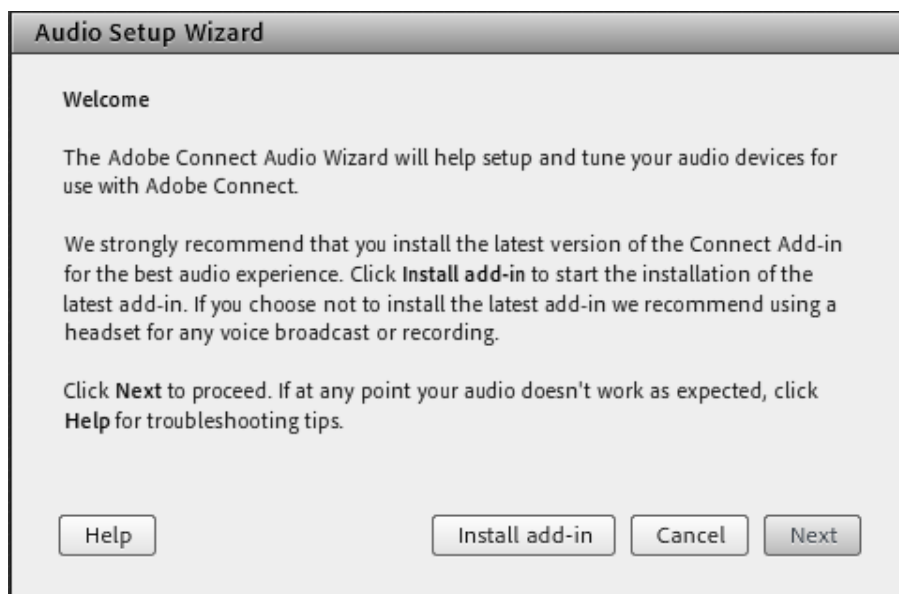 Audio Setup Wizard
Welcome
The Adobe Connect Audio Wizard will help setup and tune your audio devices for
use with Adobe Connect.
We strongly recommend that you install the latest version of the Connect Add-in
for the best audio experience. Click Install add-in to start the installation of the
latest add-in. If you choose not to install the latest add-in we recommend using a
headset for any voice broadcast or recording.
Click Next to proceed. If at any point your audio doesn't work as expected, click
Help for troubleshooting tips.
Help Install add-in Cancel Next